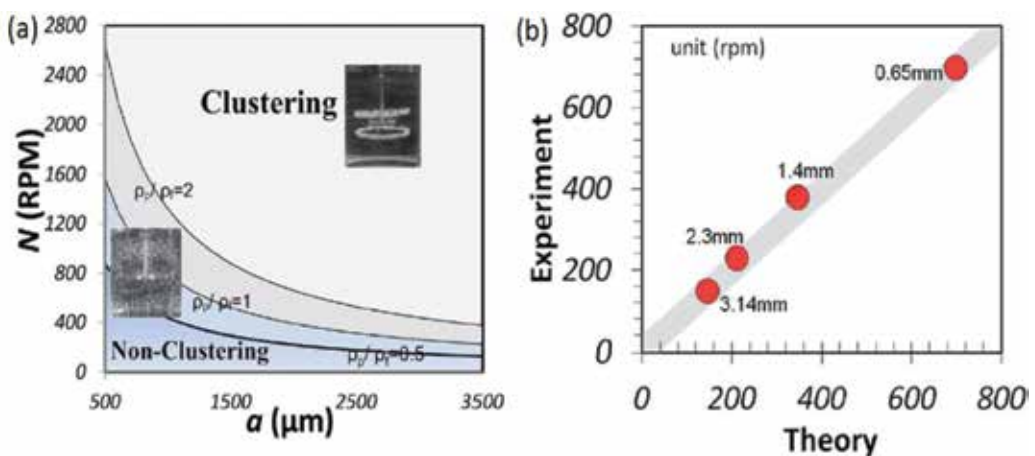 (a)
2800
2400
2000
1600
1200
800
400
0
N (RPM)
Clustering
ρp/ ρf=2
ρp/ ρf=1
ρp/ ρf=0.5
Non-Clustering
500
1500
2500
3500
a (μm)
(b)
unit (rpm)
800
600
400
200
0
Experiment
0.65mm
1.4mm
2.3mm
3.14mm
0
200
400
600
800
Theory